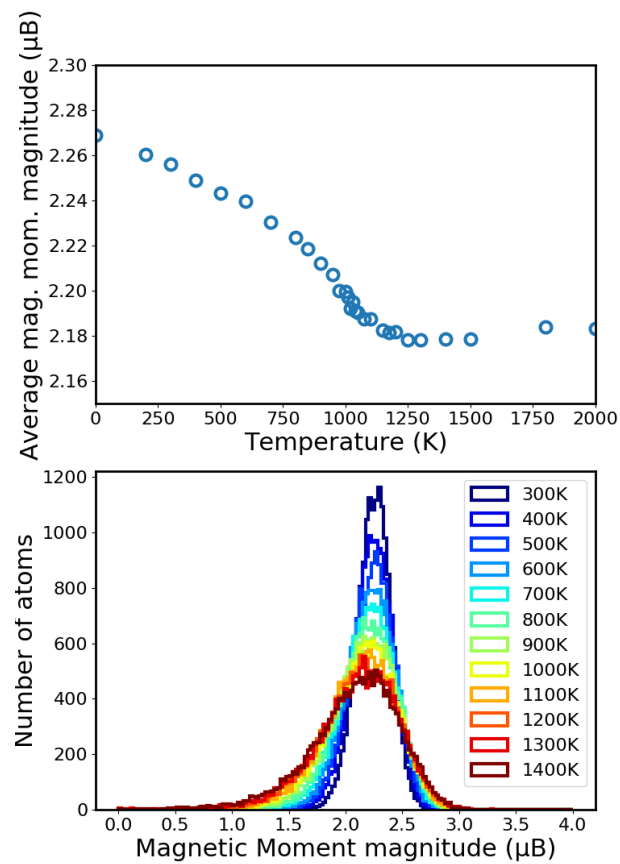 Average mag. mom. magnitude (μB)
2.30
2.28
2.26
2.24
2.22
2.20
2.18
2.16
0 250 500 750 1000 1250 1500 1750 2000
Temperature (K)
Number of atoms
1200
1000
800
600
400
200
0
300K
400K
500K
600K
700K
800K
900K
1000K
1100K
1200K
1300K
1400K
0.0 0.5 1.0 1.5 2.0 2.5 3.0 3.5 4.0
Magnetic Moment magnitude (μB)